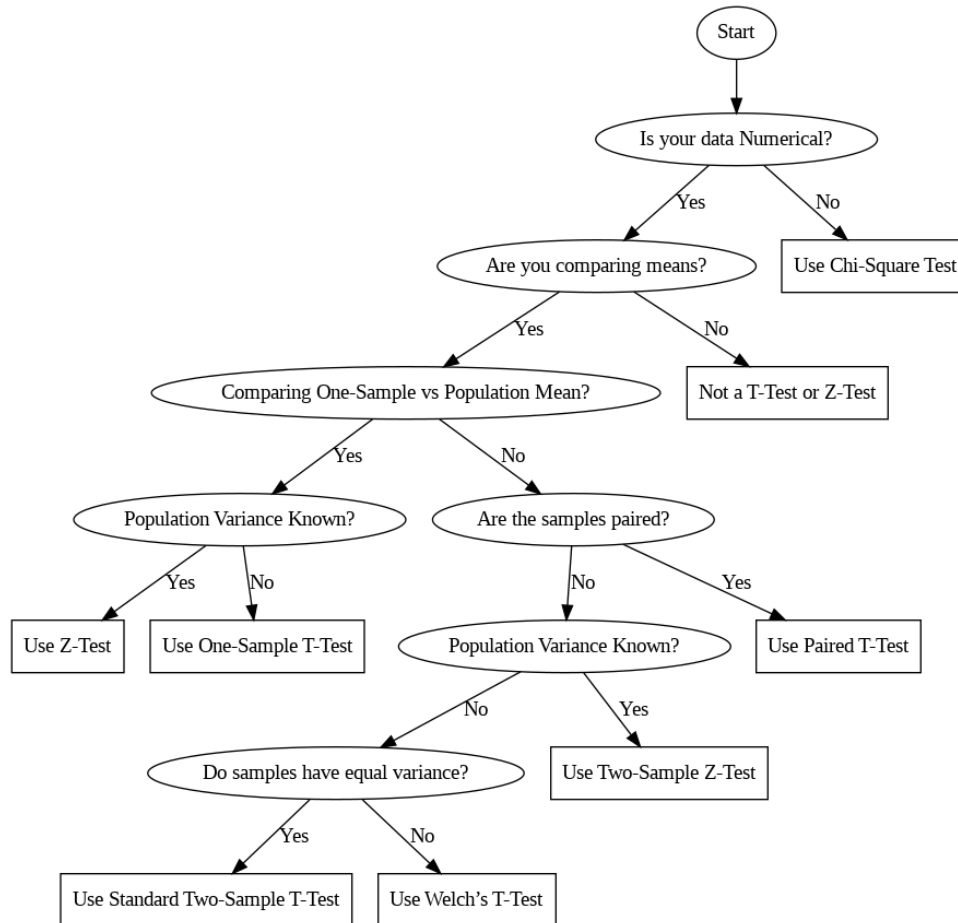 Start
Is your data Numerical?
Yes
No
Are you comparing means?
Use Chi-Square Test
Yes
No
Comparing One-Sample vs Population Mean?
Not a T-Test or Z-Test
Yes
No
Population Variance Known?
Are the samples paired?
Yes
No
No
Yes
Use Z-Test
Use One-Sample T-Test
Population Variance Known?
Use Paired T-Test
No
Yes
Do samples have equal variance?
Use Two-Sample Z-Test
Yes
No
Use Standard Two-Sample T-Test
Use Welch’s T-Test